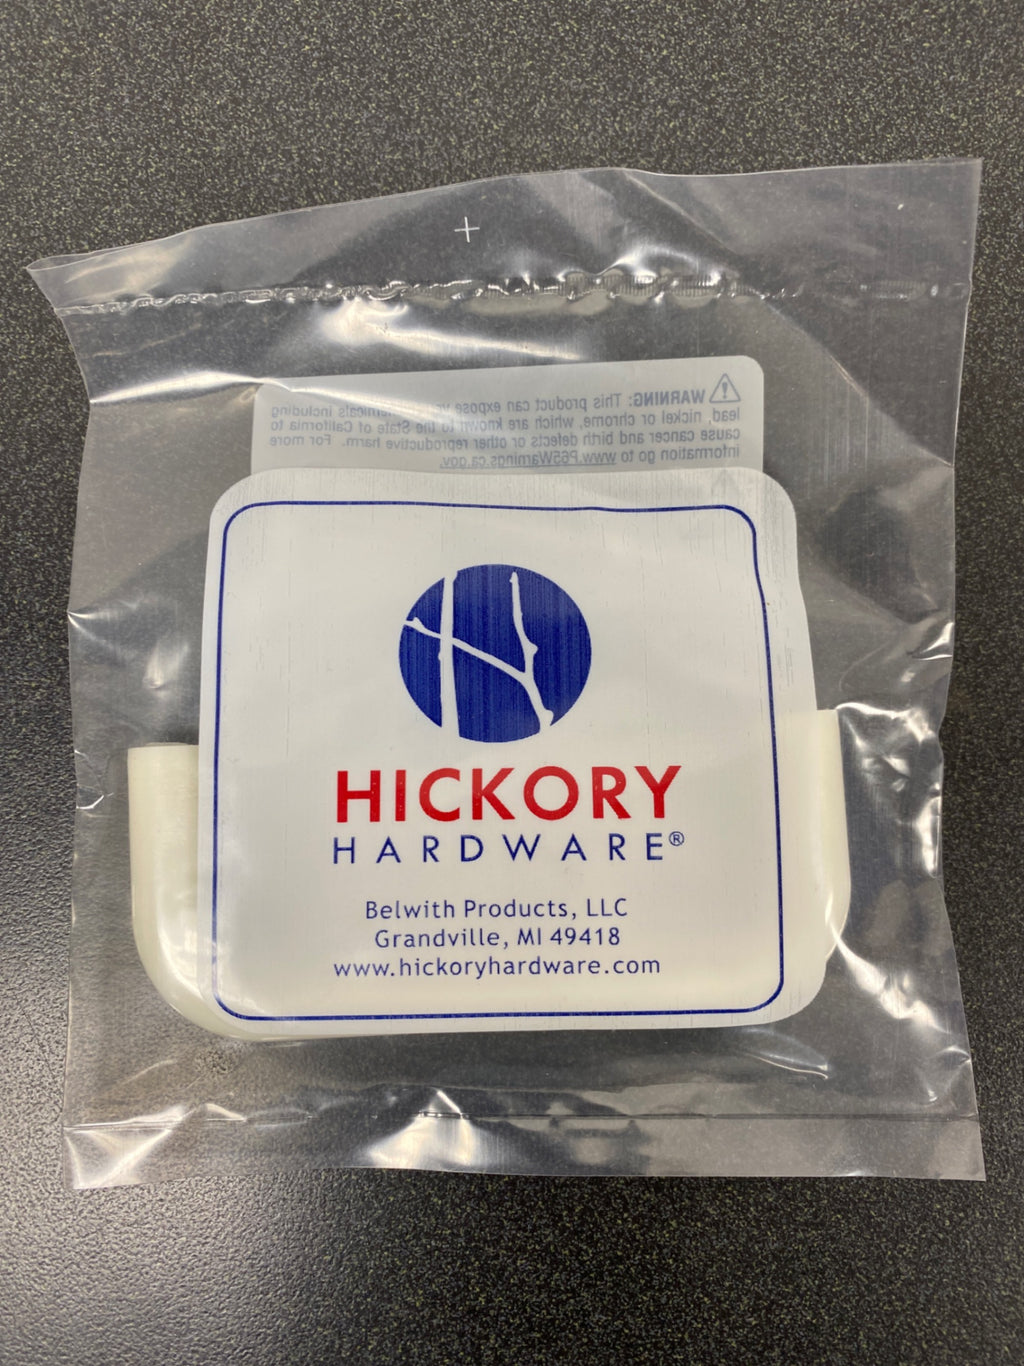 ⚠ WARNING: This product can expose you chemicals including
lead, nickel or chrome, which are known to the State of California to
cause cancer and birth defects or other reproductive harm. For more
information go to www.P65Warnings.ca.gov.
HICKORY
HARDWARE®
Belwith Products, LLC
Grandville, MI 49418
www.hickoryhardware.com